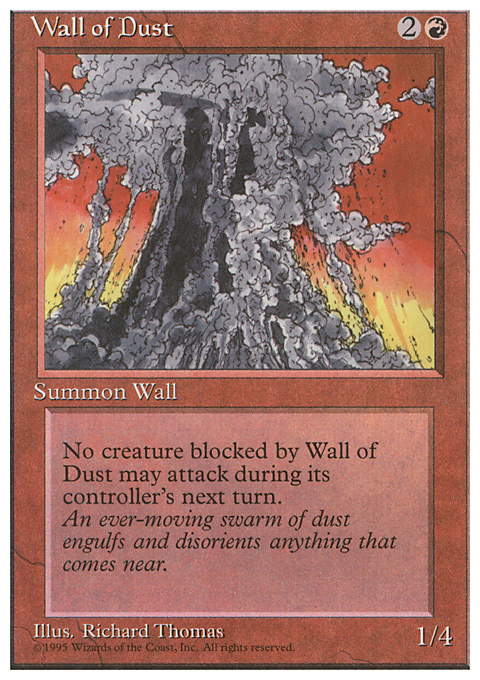 Wall of Dust
2
Summon Wall
No creature blocked by Wall of
Dust may attack during its
controller's next turn.
An ever-moving swarm of dust
engulfs and disorients anything that
comes near.
Illus. Richard Thomas
©1995 Wizards of the Coast, Inc. All rights reserved.
1/4